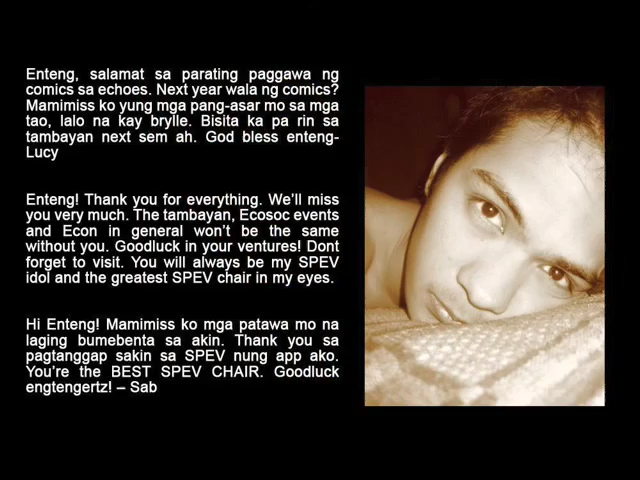 Enteng, salamat sa parating paggawa ng
comics sa echoes. Next year wala ng comics?
Mamimiss ko yung mga pang-asar mo sa mga
tao, lalo na kay brylle. Bisita ka pa rin sa
tambayan next sem ah. God bless enteng-
Lucy
Enteng! Thank you for everything. We'll miss
you very much. The tambayan, Ecosoc events
and Econ in general won't be the same
without you. Goodluck in your ventures! Dont
forget to visit. You will always be my SPEV
idol and the greatest SPEV chair in my eyes.
Hi Enteng! Mamimiss ko mga patawa mo na
laging bumebenta sa akin. Thank you sa
pagtanggap sakin sa SPEV nung app ako.
You're the BEST SPEV CHAIR. Goodluck
engtengertz! – Sab